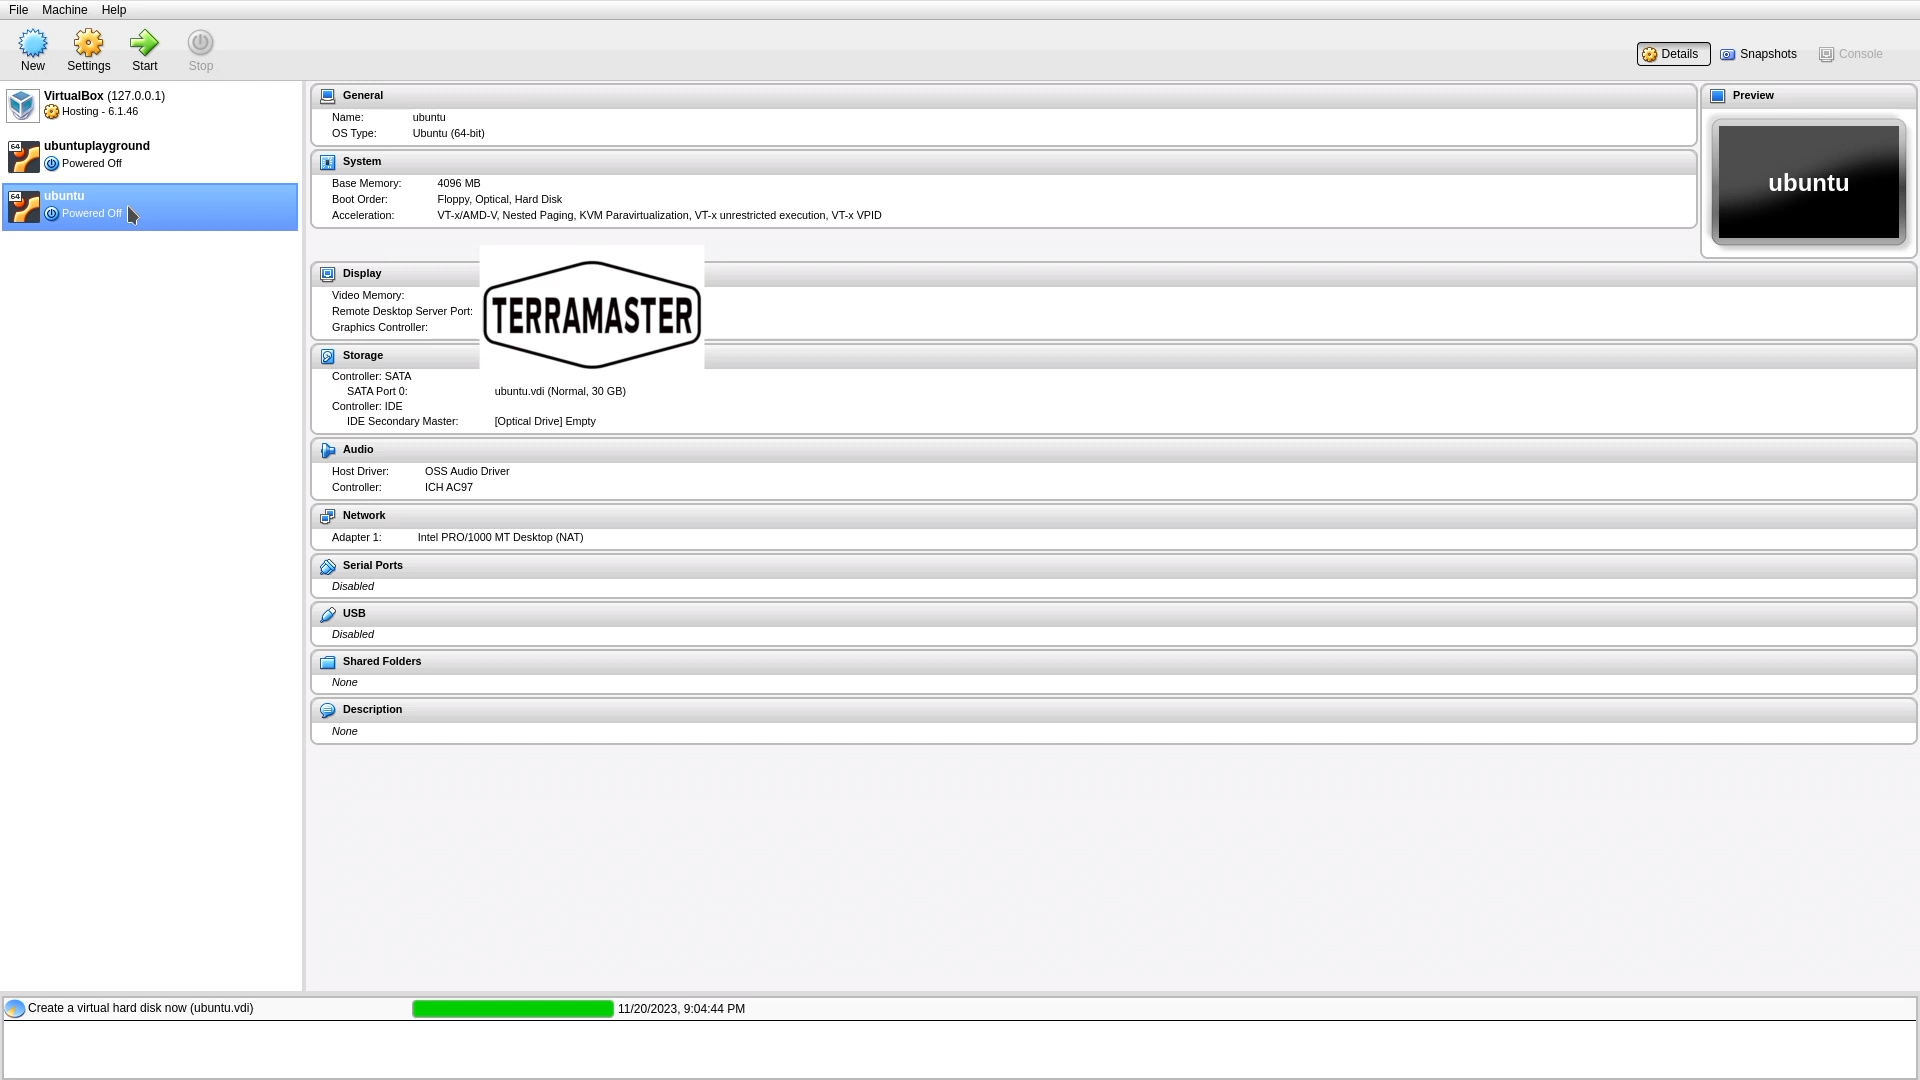 File Machine Help
New Settings Start Stop
Details Snapshots Console
VirtualBox (127.0.0.1)
Hosting - 6.1.46
64
ubuntuplayground
Powered Off
64
ubuntu
Powered Off
General
Name: ubuntu
OS Type: Ubuntu (64-bit)
System
Base Memory: 4096 MB
Boot Order: Floppy, Optical, Hard Disk
Acceleration: VT-x/AMD-V, Nested Paging, KVM Paravirtualization, VT-x unrestricted execution, VT-x VPID
Preview
ubuntu
Display
Video Memory:
Remote Desktop Server Port:
Graphics Controller:
TERRAMASTER
Storage
Controller: SATA
SATA Port 0: ubuntu.vdi (Normal, 30 GB)
Controller: IDE
IDE Secondary Master: [Optical Drive] Empty
Audio
Host Driver: OSS Audio Driver
Controller: ICH AC97
Network
Adapter 1: Intel PRO/1000 MT Desktop (NAT)
Serial Ports
Disabled
USB
Disabled
Shared Folders
None
Description
None
Create a virtual hard disk now (ubuntu.vdi) 11/20/2023, 9:04:44 PM